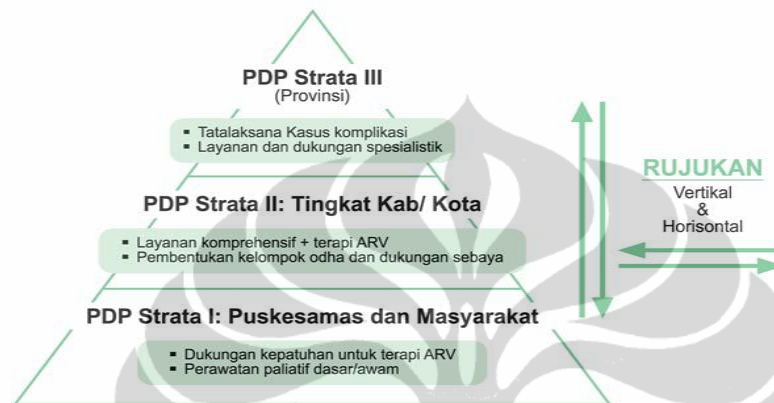 PDP Strata III
(Provinsi)
▪ Tatalaksana Kasus komplikasi
▪ Layanan dan dukungan spesialistik
PDP Strata II: Tingkat Kab/ Kota
▪ Layanan komprehensif + terapi ARV
▪ Pembentukan kelompok odha dan dukungan sebaya
PDP Strata I: Puskesamas dan Masyarakat
▪ Dukungan kepatuhan untuk terapi ARV
▪ Perawatan paliatif dasar/awam
RUJUKAN
Vertikal
&
Horisontal